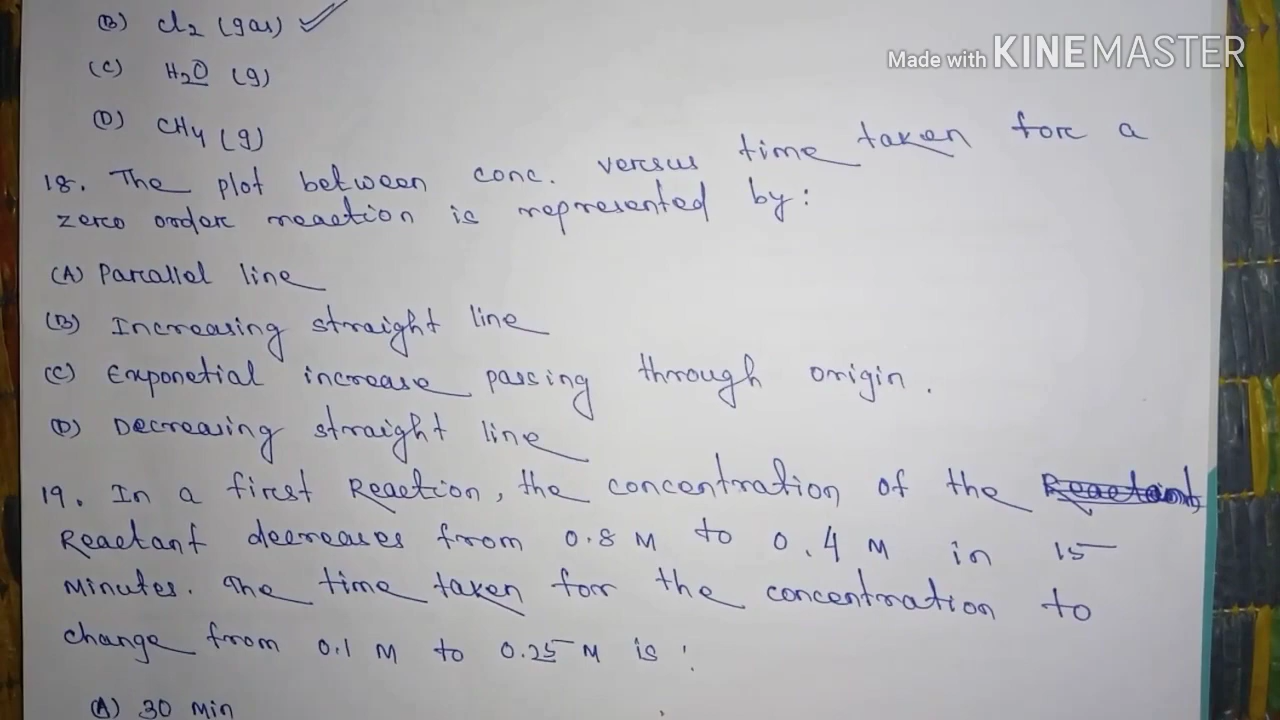 (B) Cl2 (gas)
Made with KINEMASTER
(C) H2O (g)
(D) CH4 (g)
18. The plot between conc. versus time taken for a
zero order reaction is represented by:
(A) Parallel line
(B) Increasing straight line
(C) Exponetial increase passing through origin.
(D) Decreasing straight line
19. In a first Reaction, the concentration of the Reactant
Reactant decreases from 0.8 M to 0.4 M in 15
Minutes. The time taken for the concentration to
change from 0.1 M to 0.25 M is :
(A) 30 Min